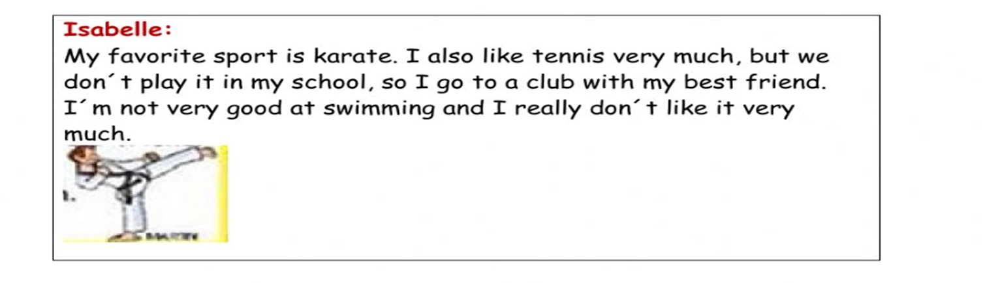 Isabelle:
My favorite sport is karate. I also like tennis very much, but we
don´t play it in my school, so I go to a club with my best friend.
I´m not very good at swimming and I really don´t like it very
much.
1.